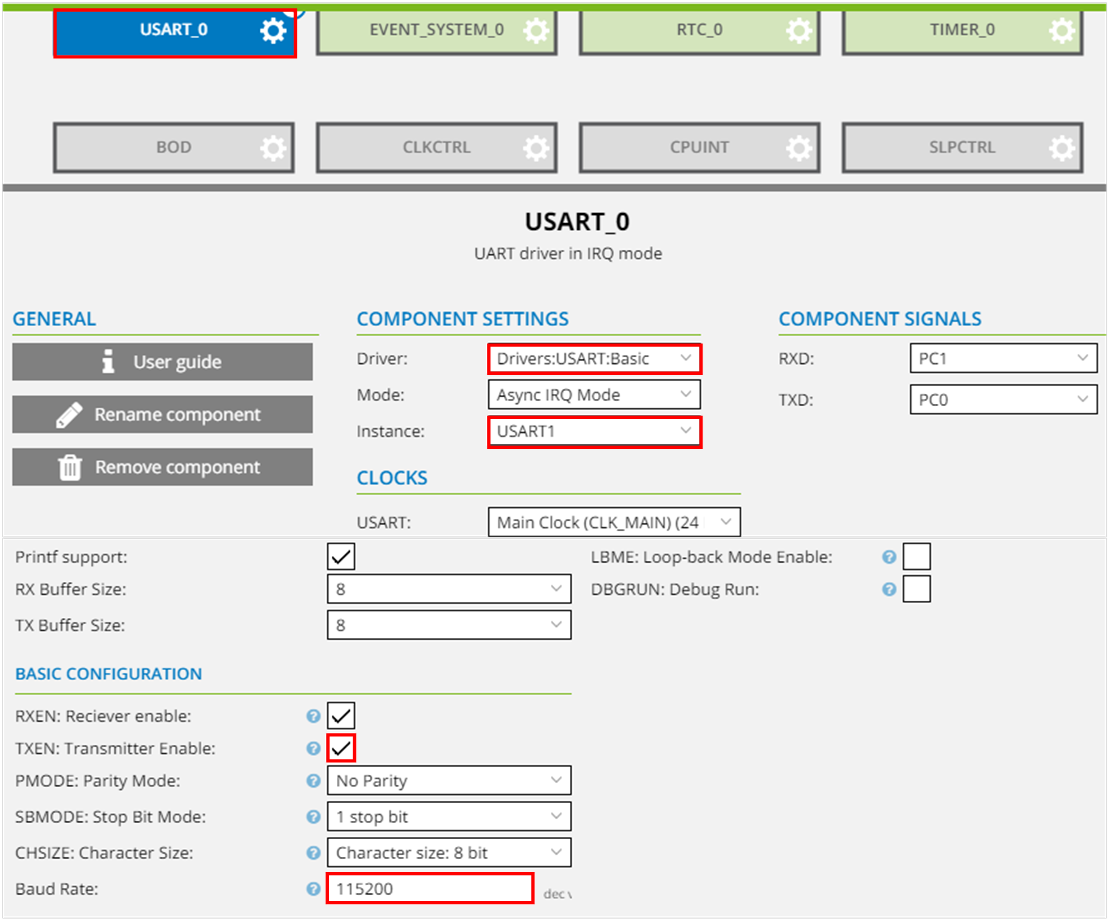 USART_0 EVENT_SYSTEM_0 RTC_0 TIMER_0
BOD CLKCTRL CPUINT SLPCTRL
USART_0
UART driver in IRQ mode
GENERAL
User guide
Rename component
Remove component
COMPONENT SETTINGS
Driver: Drivers:USART:Basic
Mode: Async IRQ Mode
Instance: USART1
CLOCKS
USART: Main Clock (CLK_MAIN) (24
COMPONENT SIGNALS
RXD: PC1
TXD: PC0
Printf support:
RX Buffer Size: 8
TX Buffer Size: 8
LBME: Loop-back Mode Enable: ?
DBGRUN: Debug Run: ?
BASIC CONFIGURATION
RXEN: Reciever enable: ?
TXEN: Transmitter Enable: ?
PMODE: Parity Mode: ? No Parity
SBMODE: Stop Bit Mode: ? 1 stop bit
CHSIZE: Character Size: ? Character size: 8 bit
Baud Rate: ? 115200 dec